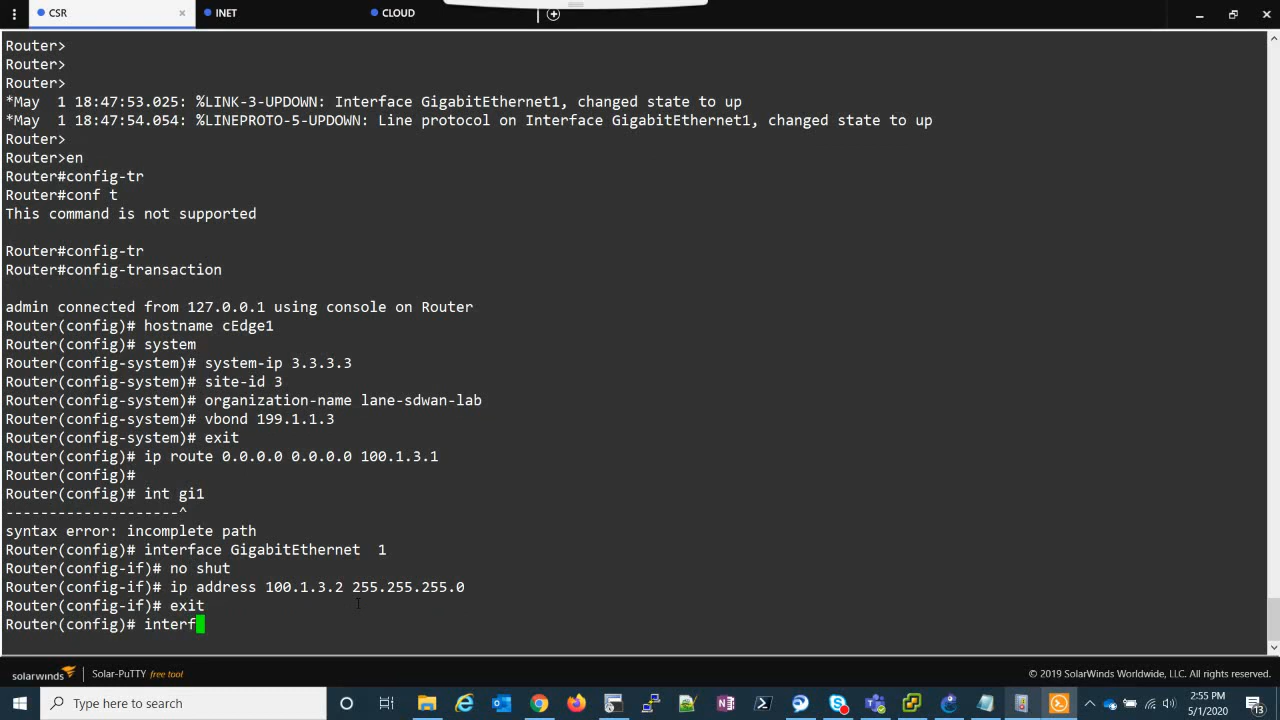 CSR INET CLOUD
Router>
Router>
Router>
*May  1 18:47:53.025: %LINK-3-UPDOWN: Interface GigabitEthernet1, changed state to up
*May  1 18:47:54.054: %LINEPROTO-5-UPDOWN: Line protocol on Interface GigabitEthernet1, changed state to up
Router>
Router>en
Router#config-tr
Router#conf t
This command is not supported
Router#config-tr
Router#config-transaction
admin connected from 127.0.0.1 using console on Router
Router(config)# hostname cEdge1
Router(config)# system
Router(config-system)# system-ip 3.3.3.3
Router(config-system)# site-id 3
Router(config-system)# organization-name lane-sdwan-lab
Router(config-system)# vbond 199.1.1.3
Router(config-system)# exit
Router(config)# ip route 0.0.0.0 0.0.0.0 100.1.3.1
Router(config)#
Router(config)# int gi1
--------------------^
syntax error: incomplete path
Router(config)# interface GigabitEthernet  1
Router(config-if)# no shut
Router(config-if)# ip address 100.1.3.2 255.255.255.0
Router(config-if)# exit
Router(config)# interf
solarwinds Solar-PuTTY free tool © 2019 SolarWinds Worldwide, LLC. All rights reserved.
Type here to search
2:55 PM
5/1/2020
13